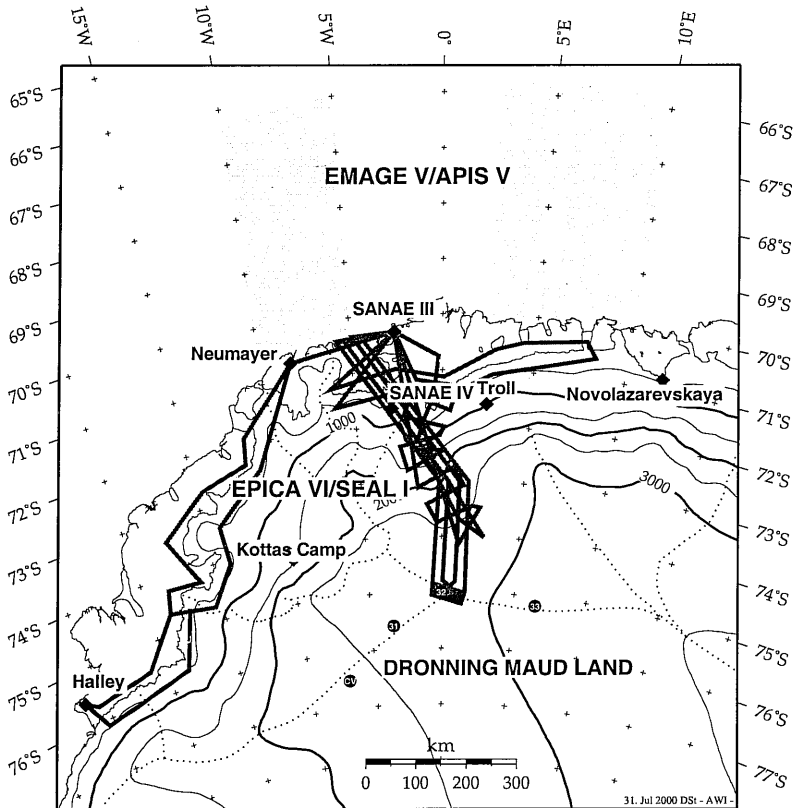 15°W
10°W
5°W
0°
5°E
10°E
65°S
66°S
66°S
67°S
EMAGE V/APIS V
67°S
68°S
68°S
69°S
SANAE III
69°S
Neumayer
70°S
70°S
SANAE IV
Troll
Novolazarevskaya
71°S
1000
71°S
72°S
EPICA VI/SEAL I
200
3000
72°S
73°S
Kottas Camp
73°S
74°S
32
33
31
74°S
75°S
DRONNING MAUD LAND
Halley
CV
75°S
76°S
km
76°S
77°S
0 100 200 300
31. Jul 2000 DSt - AWI -